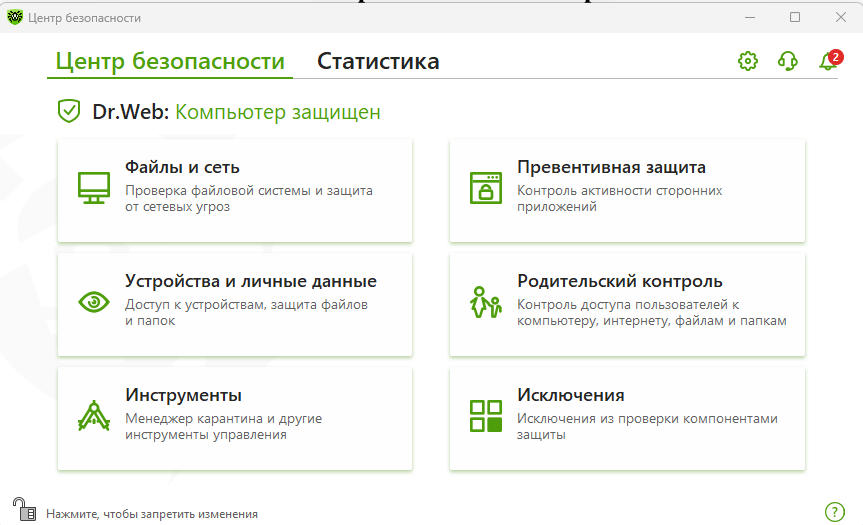 Центр безопасности
Центр безопасности Статистика
2
Dr.Web: Компьютер защищен
Файлы и сеть
Проверка файловой системы и защита
от сетевых угроз
Превентивная защита
Контроль активности сторонних
приложений
Устройства и личные данные
Доступ к устройствам, защита файлов
и папок
Родительский контроль
Контроль доступа пользователей к
компьютеру, интернету, файлам и папкам
Инструменты
Менеджер карантина и другие
инструменты управления
Исключения
Исключения из проверки компонентами
защиты
Нажмите, чтобы запретить изменения
?